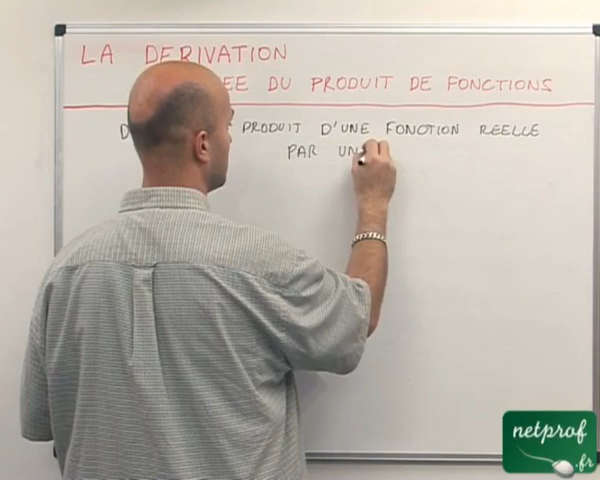 LA DERIVATION
EE DU PRODUIT DE FONCTIONS
D PRODUIT D'UNE FONCTION REELLE
PAR UN
netprof
.fr